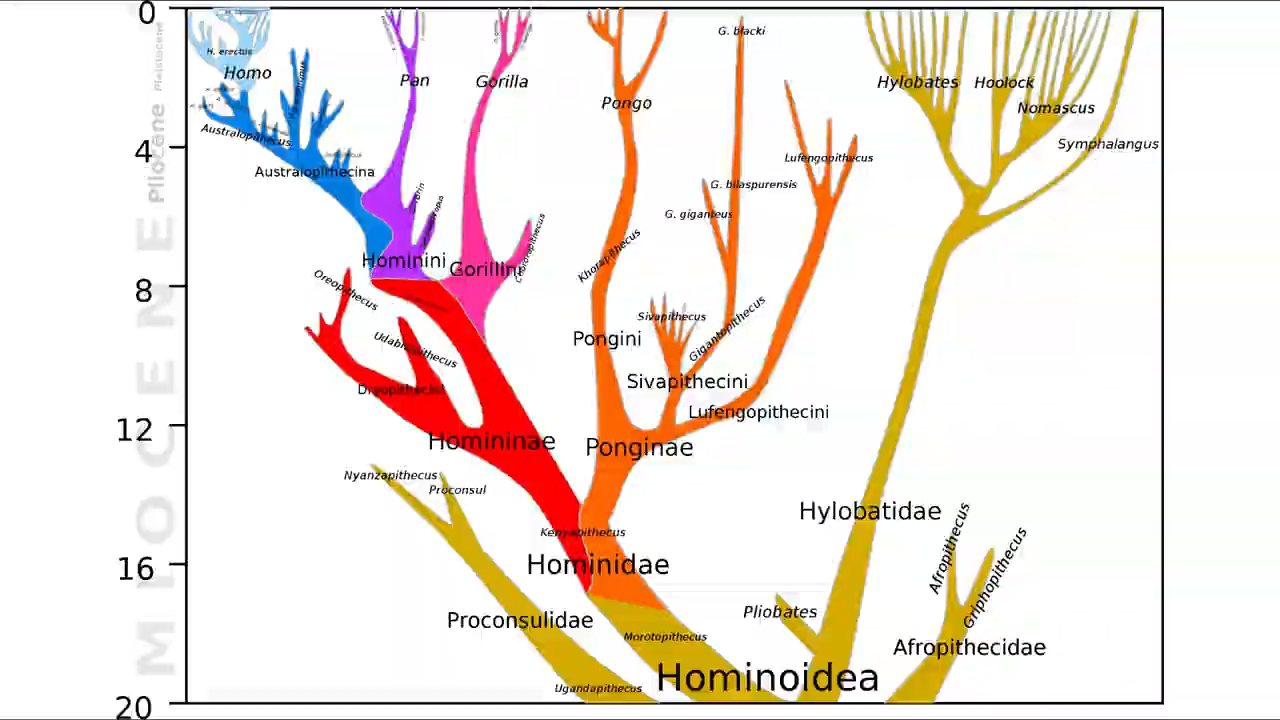 0
4
8
12
16
20
Pleistocene
Pliocene
MIOCENE
H. erectus
Homo
Australopithecus
Australopithecina
Pan
Gorilla
Hominini
Gorillini
Chororapithecus
Oreopithecus
Udabnopithecus
Dryopithecini
Homininae
Nyanzapithecus
Proconsul
Kenyapithecus
Hominidae
Proconsulidae
Ugandapithecus
Morotopithecus
Hominoidea
Pongo
Khorapithecus
Pongini
Ponginae
G. blacki
G. bilaspurensis
G. giganteus
Sivapithecus
Gigantopithecus
Sivapithecini
Lufengopithecini
Lufengopithecus
Hylobates
Hoolock
Nomascus
Symphalangus
Hylobatidae
Pliobates
Afropithecus
Griphopithecus
Afropithecidae